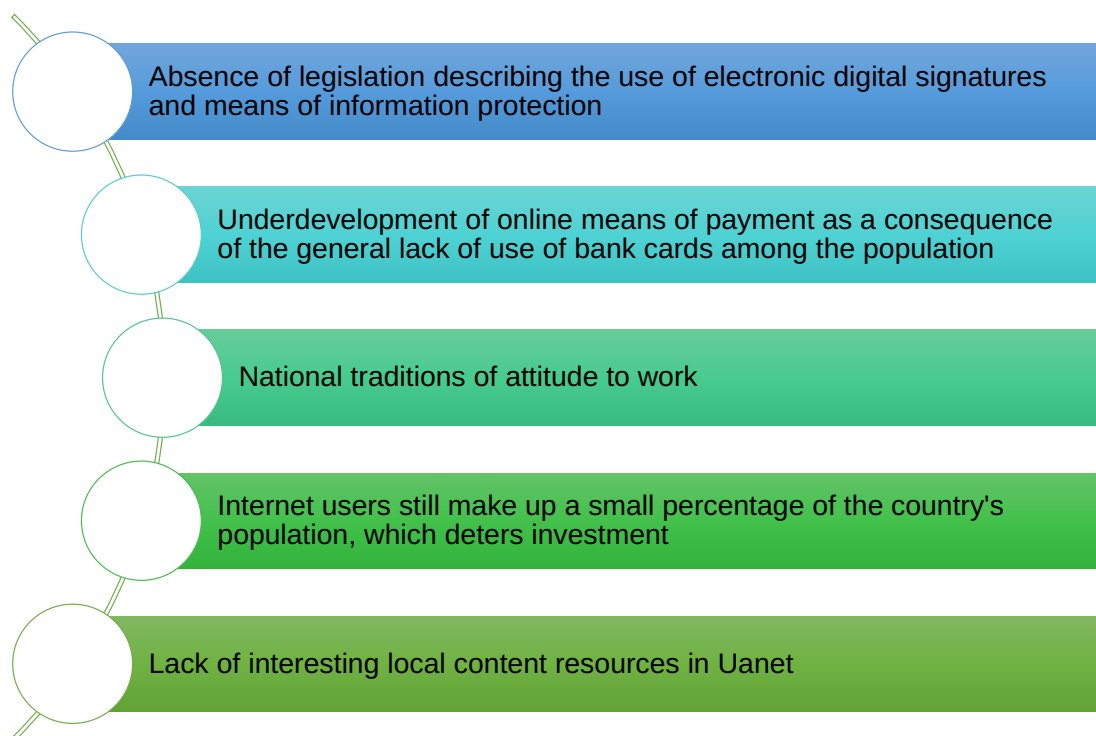 Absence of legislation describing the use of electronic digital signatures
and means of information protection
Underdevelopment of online means of payment as a consequence
of the general lack of use of bank cards among the population
National traditions of attitude to work
Internet users still make up a small percentage of the country's
population, which deters investment
Lack of interesting local content resources in Uanet